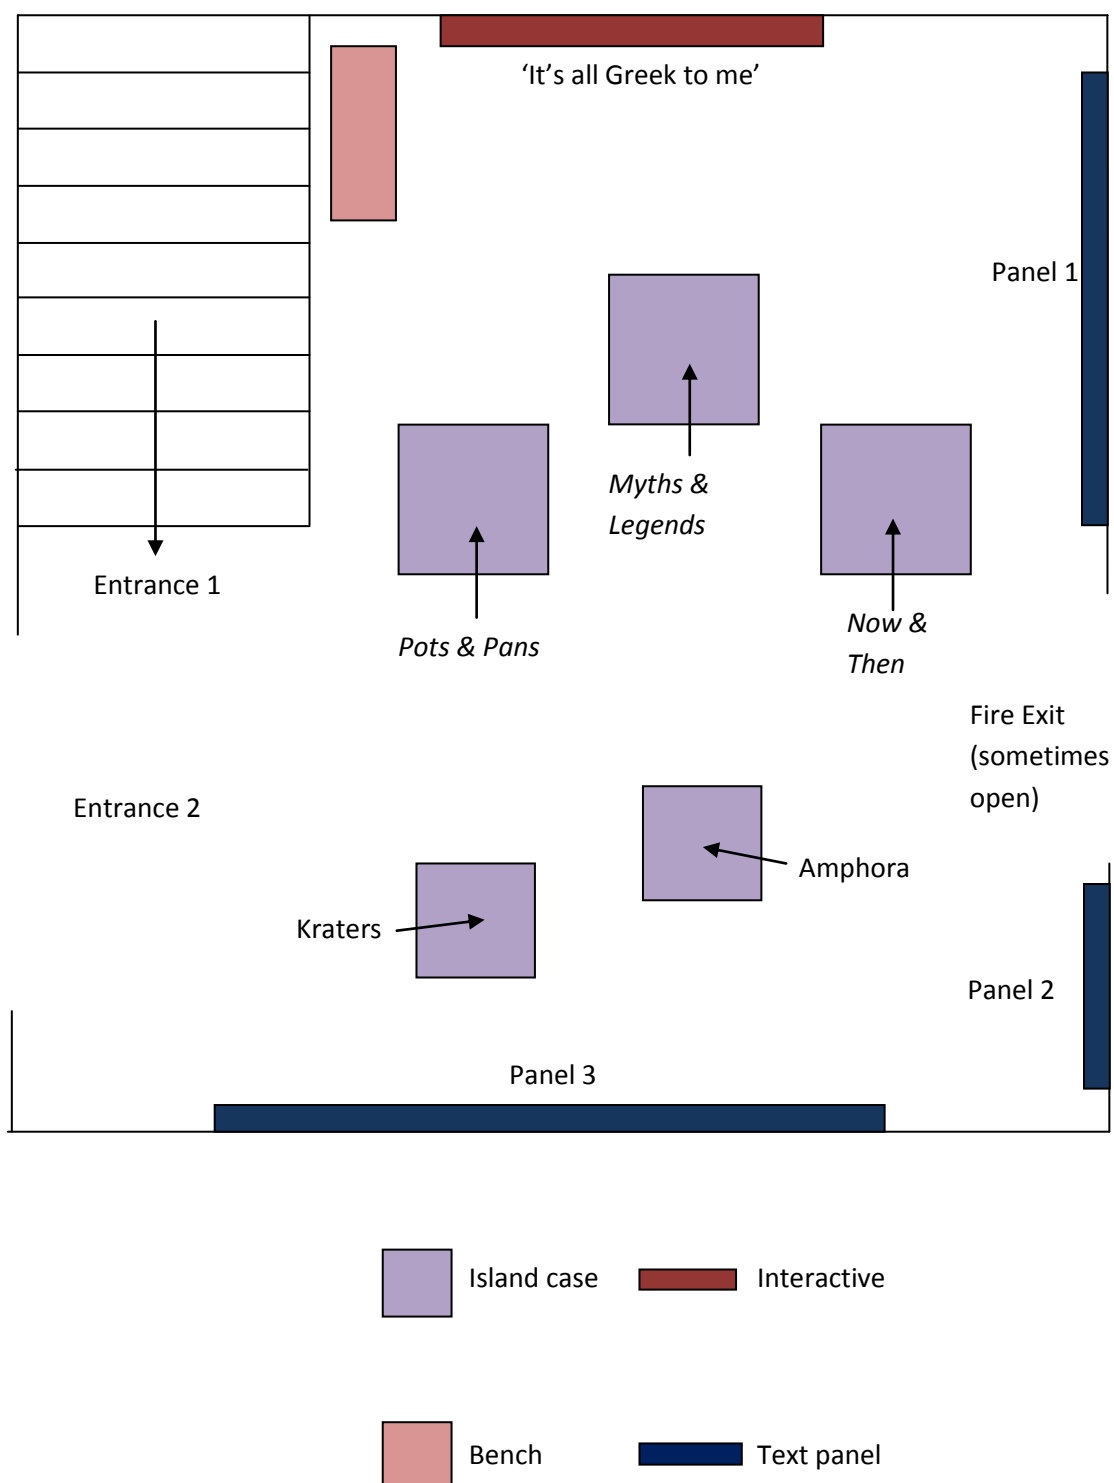 ‘It’s all Greek to me’
Panel 1
Myths &
Legends
Entrance 1
Pots & Pans
Now &
Then
Fire Exit
(sometimes
open)
Entrance 2
Amphora
Kraters
Panel 2
Panel 3
Island case
Interactive
Bench
Text panel